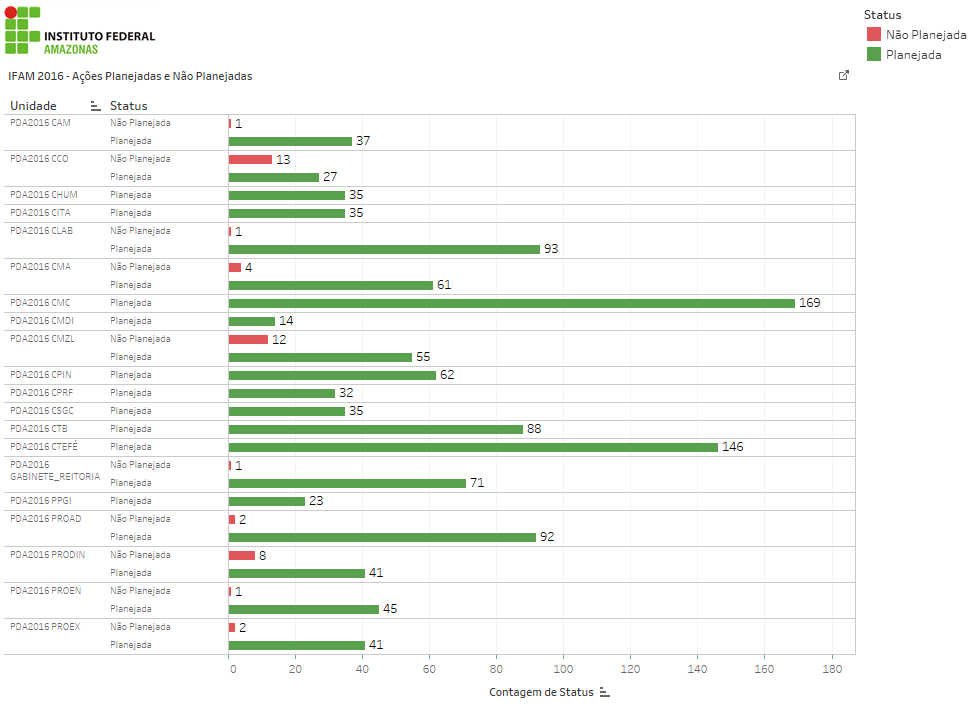 INSTITUTO FEDERAL
AMAZONAS
Status
Não Planejada
Planejada
IFAM 2016 - Ações Planejadas e Não Planejadas
Unidade Status
PDA2016 CAM Não Planejada 1
Planejada 37
PDA2016 CCO Não Planejada 13
Planejada 27
PDA2016 CHUM Planejada 35
PDA2016 CITA Planejada 35
PDA2016 CLAB Não Planejada 1
Planejada 93
PDA2016 CMA Não Planejada 4
Planejada 61
PDA2016 CMC Planejada 169
PDA2016 CMDI Planejada 14
PDA2016 CMZL Não Planejada 12
Planejada 55
PDA2016 CPIN Planejada 62
PDA2016 CPRF Planejada 32
PDA2016 CSGC Planejada 35
PDA2016 CTB Planejada 88
PDA2016 CTEFÉ Planejada 146
PDA2016 Não Planejada 1
GABINETE_REITORIA Planejada 71
PDA2016 PPGI Planejada 23
PDA2016 PROAD Não Planejada 2
Planejada 92
PDA2016 PRODIN Não Planejada 8
Planejada 41
PDA2016 PROEN Não Planejada 1
Planejada 45
PDA2016 PROEX Não Planejada 2
Planejada 41
0 20 40 60 80 100 120 140 160 180
Contagem de Status